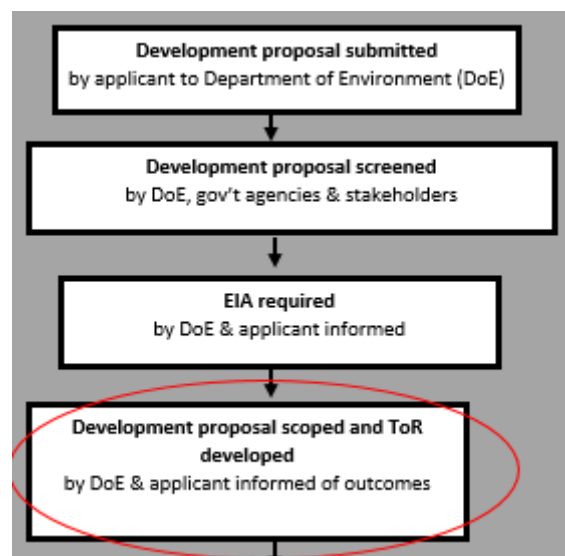 Development proposal submitted
by applicant to Department of Environment (DoE)
Development proposal screened
by DoE, gov't agencies & stakeholders
EIA required
by DoE & applicant informed
Development proposal scoped and ToR
developed
by DoE & applicant informed of outcomes